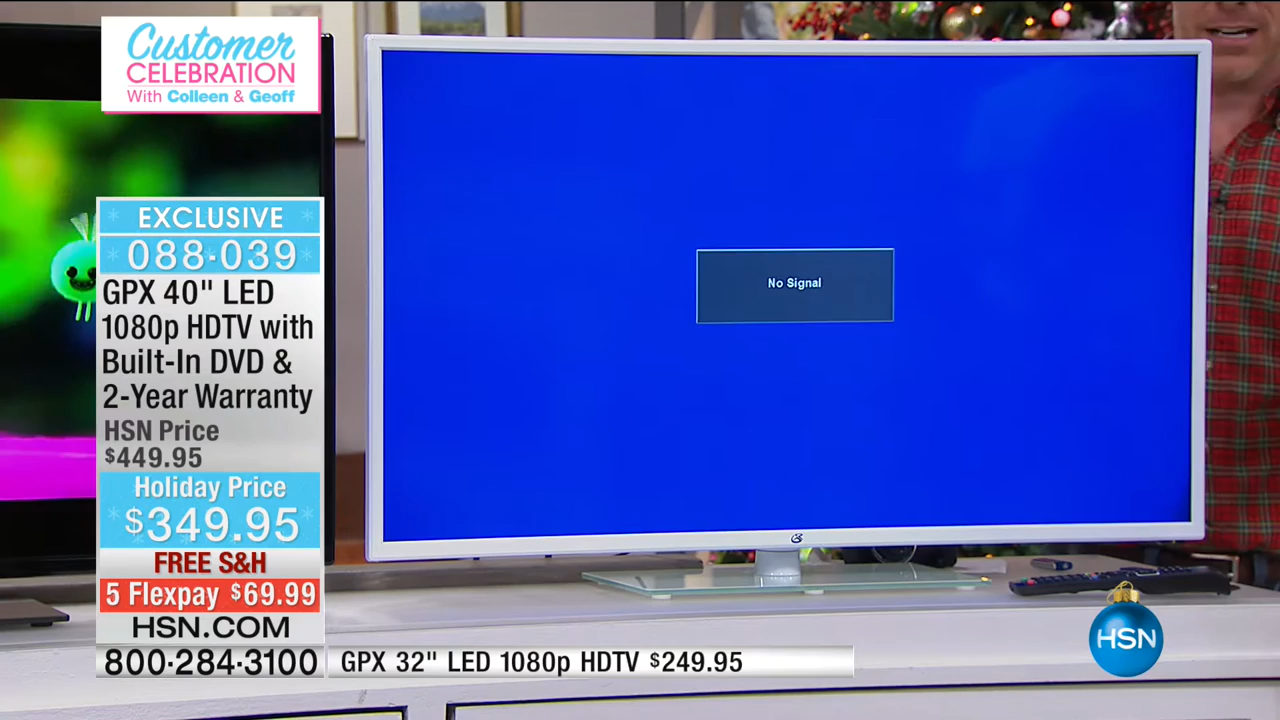 Customer
CELEBRATION
With Colleen & Geoff
EXCLUSIVE
088·039
GPX 40" LED
1080p HDTV with
Built-In DVD &
2-Year Warranty
HSN Price
$449.95
Holiday Price
$349.95
FREE S&H
5 Flexpay $69.99
HSN.COM
800·284·3100
GPX 32" LED 1080p HDTV $249.95
No Signal
HSN